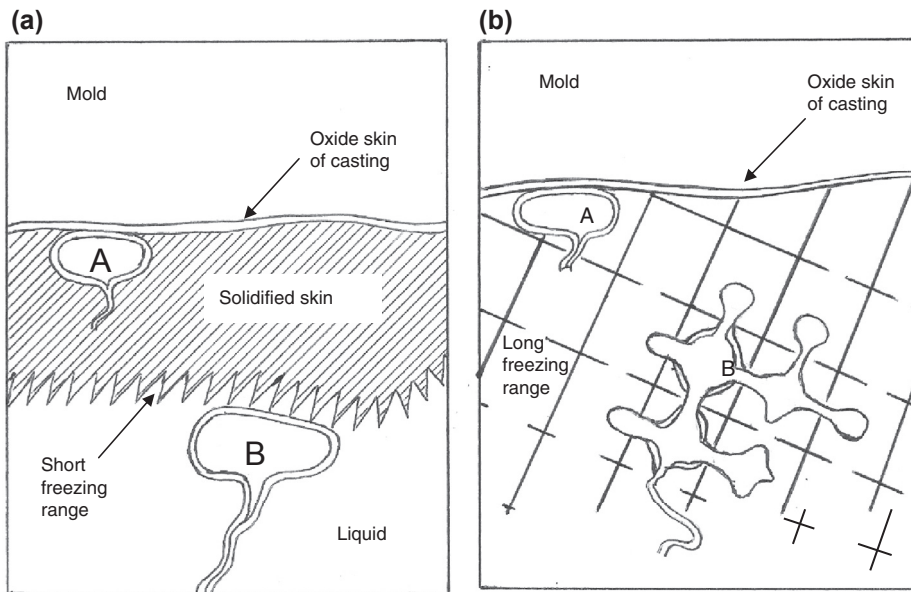 (a)
Mold
Oxide skin
of casting
A
Solidified skin
B
Short
freezing
range
Liquid
(b)
Mold
Oxide skin
of casting
A
Long
freezing
range
B